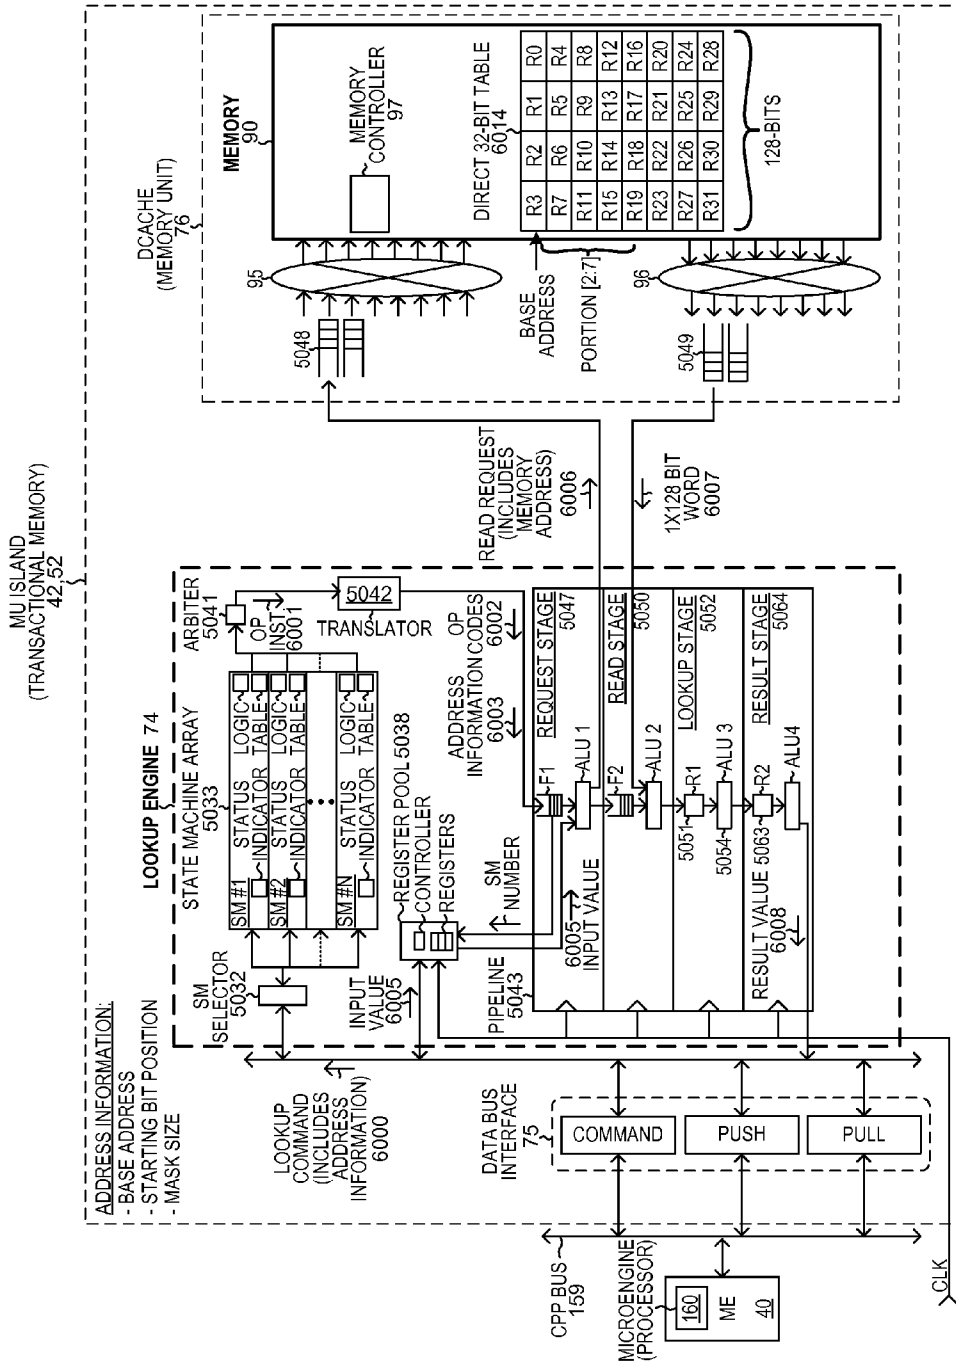 MU ISLAND
(TRANSACTIONAL MEMORY)
42,52
ADDRESS INFORMATION:
- BASE ADDRESS
- STARTING BIT POSITION
- MASK SIZE
LOOKUP ENGINE 74
STATE MACHINE ARRAY
5033
SM #1
STATUS
INDICATOR
LOGIC
TABLE
SM #2
STATUS
INDICATOR
LOGIC
TABLE
SM #N
STATUS
INDICATOR
LOGIC
TABLE
SM
SELECTOR
5032
ARBITER
5041
OP
INST.
6001
5042
TRANSLATOR
INPUT VALUE
6005
REGISTER POOL 5038
CONTROLLER
REGISTERS
SM
NUMBER
OP
CODES
6002
ADDRESS
INFORMATION
6003
PIPELINE
5043
REQUEST STAGE
5047
F1
ALU 1
6005
INPUT VALUE
READ STAGE
5050
F2
ALU 2
LOOKUP STAGE
5052
5051
R1
5054
ALU 3
RESULT STAGE
5064
5063
R2
ALU4
RESULT VALUE
6008
LOOKUP
COMMAND
(INCLUDES
ADDRESS
INFORMATION)
6000
DATA BUS
INTERFACE
75
COMMAND
PUSH
PULL
CPP BUS
159
MICROENGINE
(PROCESSOR)
160
ME
40
CLK
READ REQUEST
(INCLUDES
MEMORY
ADDRESS)
6006
1X128 BIT
WORD
6007
DCACHE
(MEMORY UNIT)
76
MEMORY
90
MEMORY
CONTROLLER
97
95
5048
DIRECT 32-BIT TABLE
6014
R3 R2 R1 R0
R7 R6 R5 R4
R11 R10 R9 R8
R15 R14 R13 R12
R19 R18 R17 R16
R23 R22 R21 R20
R27 R26 R25 R24
R31 R30 R29 R28
128-BITS
BASE
ADDRESS
PORTION [2:7]
96
5049